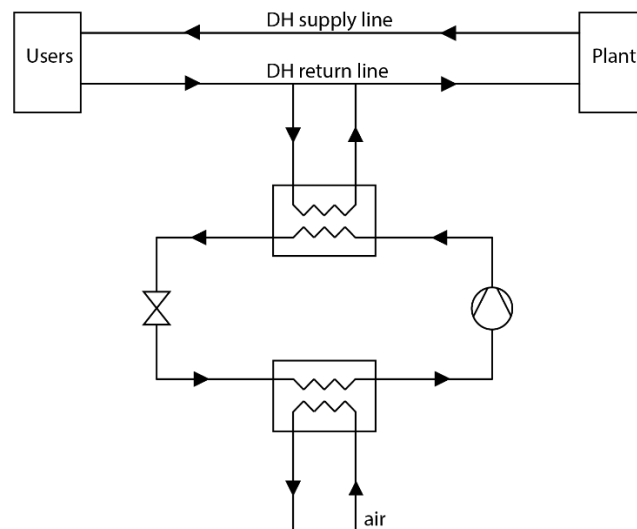 DH supply line
Users
Plant
DH return line
air